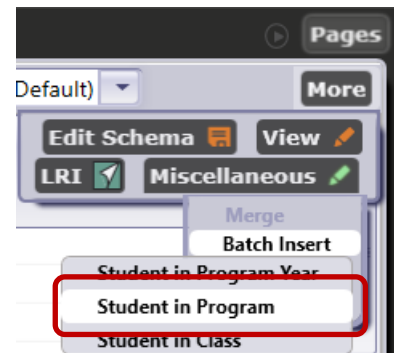 Pages
Default)
More
Edit Schema View
LRI Miscellaneous
Merge
Batch Insert
Student in Program Year
Student in Program
Student in Class